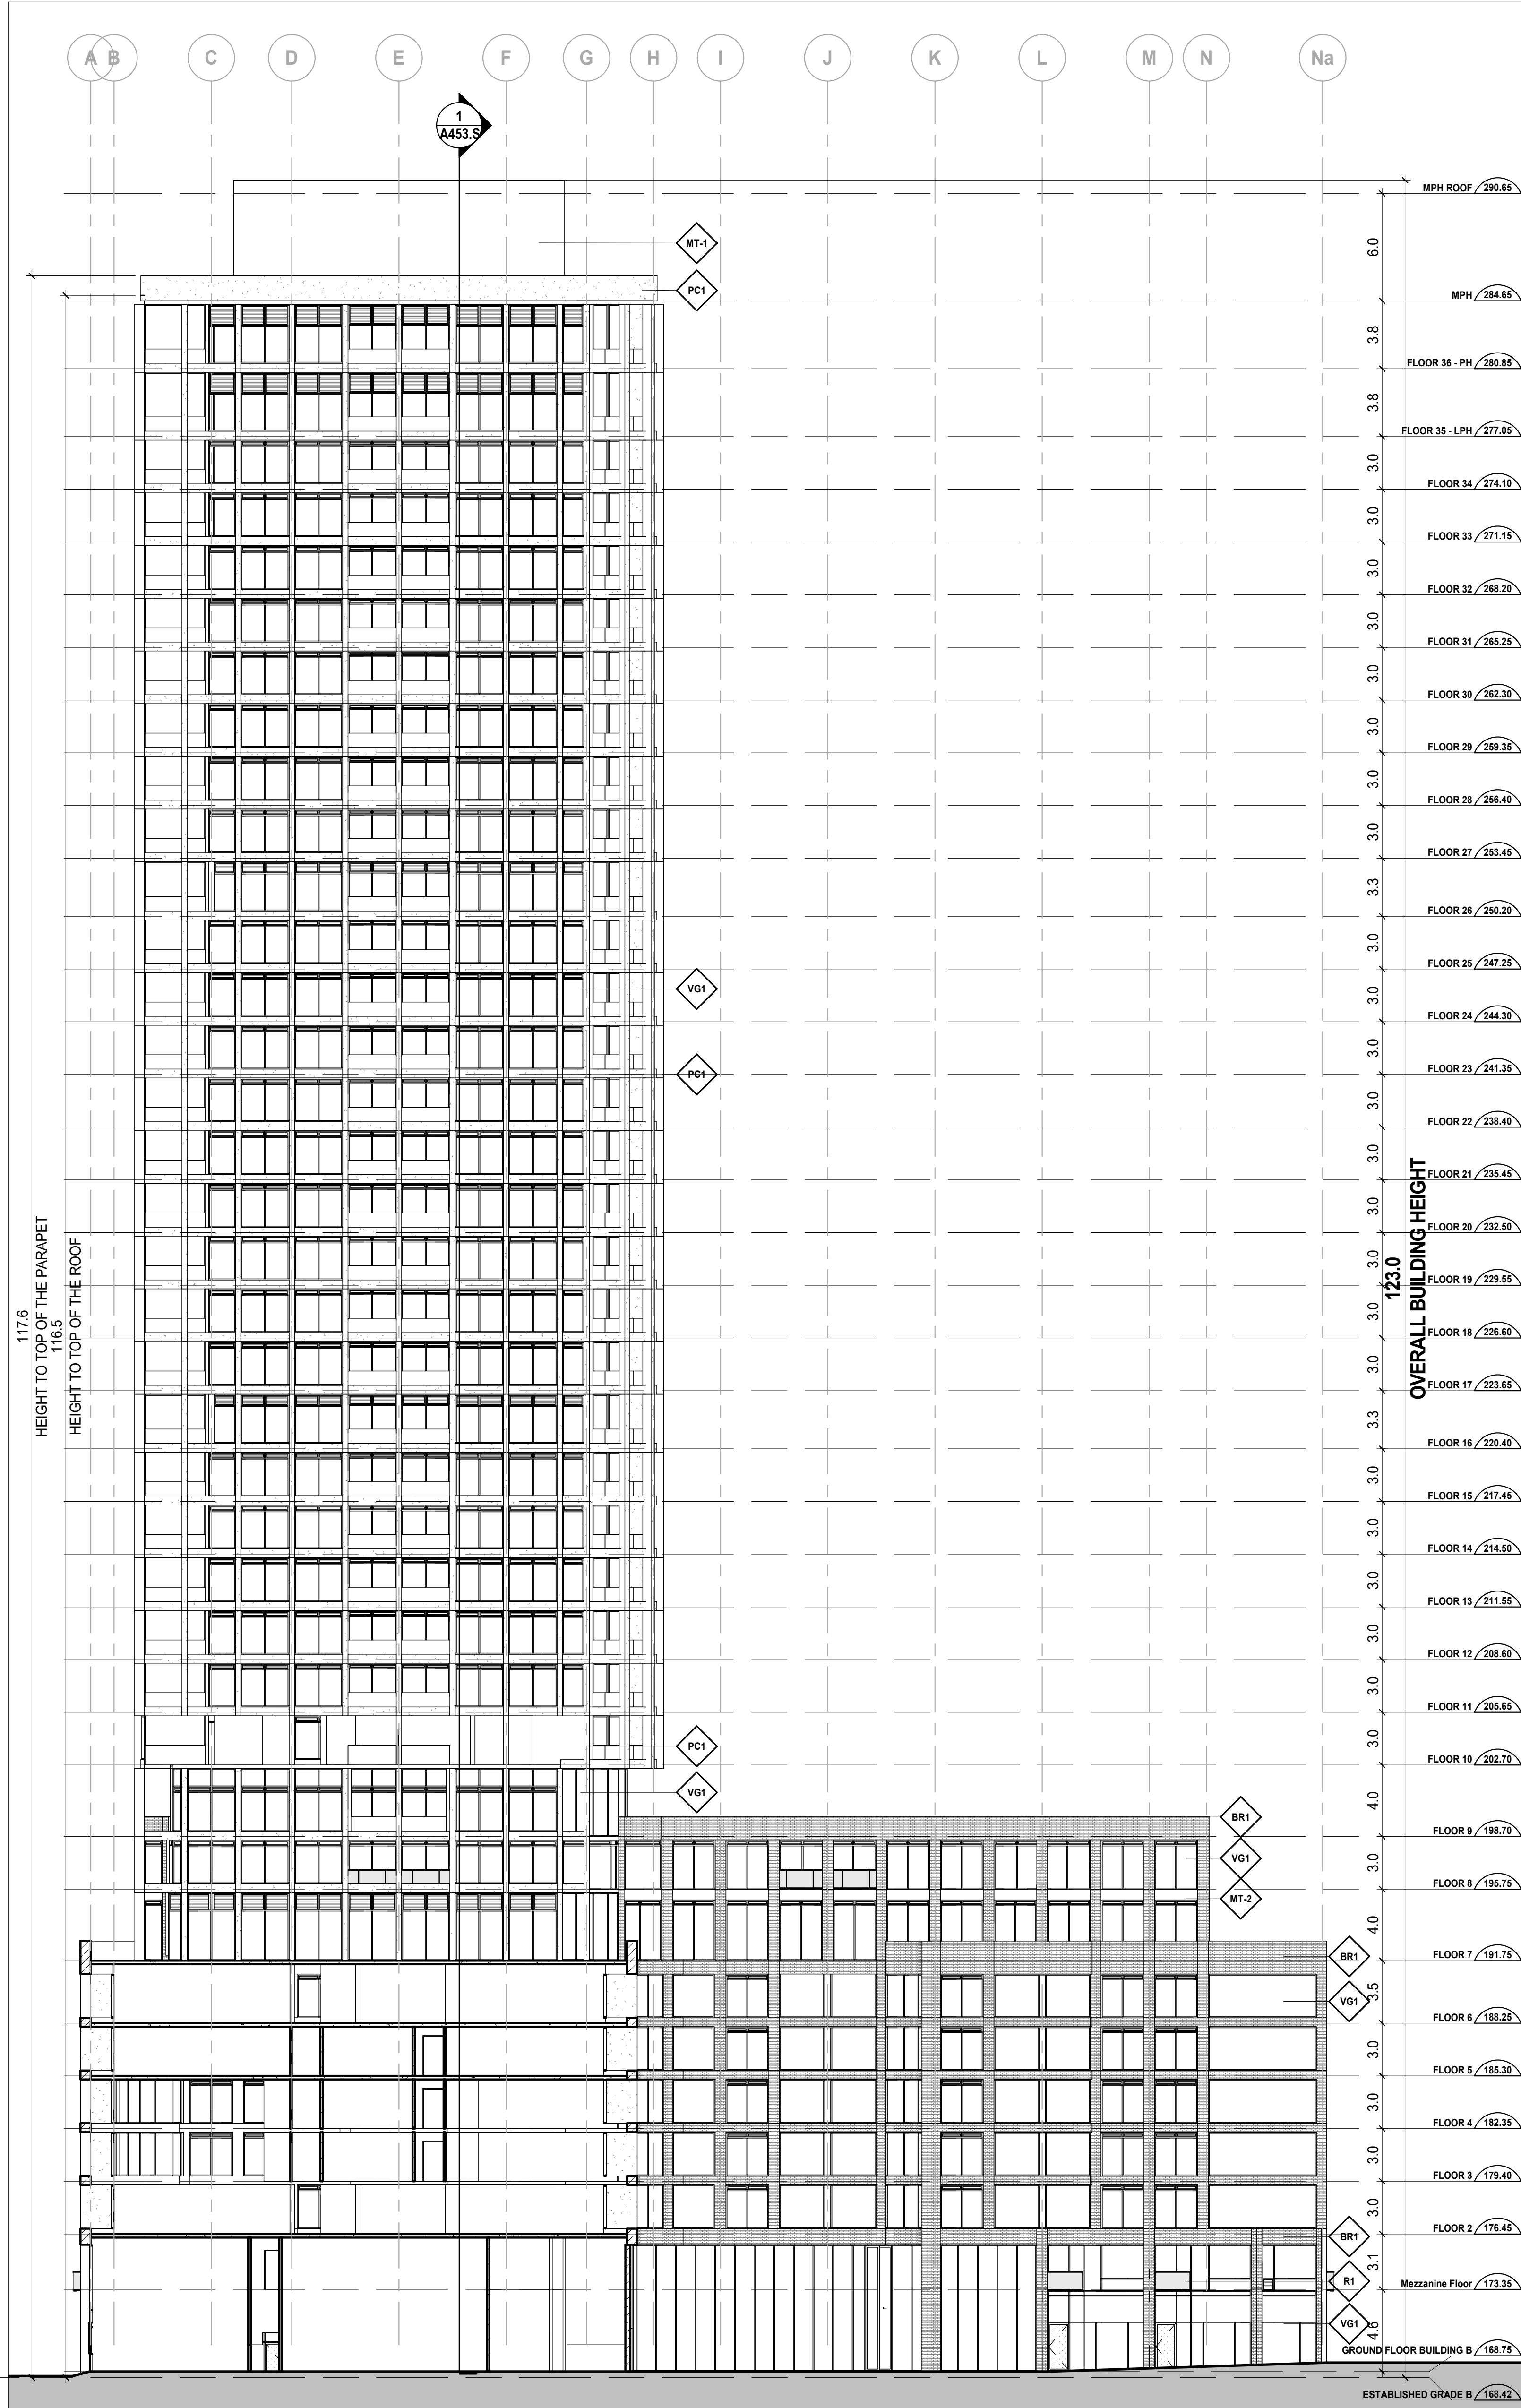 A B C D E F G H I J K L M N Na
1
A453.S
MPH ROOF 290.65
6.0
MT-1
PC1
MPH 284.65
3.8
FLOOR 36 - PH 280.85
3.8
FLOOR 35 - LPH 277.05
3.0
FLOOR 34 274.10
3.0
FLOOR 33 271.15
3.0
FLOOR 32 268.20
3.0
FLOOR 31 265.25
3.0
FLOOR 30 262.30
3.0
FLOOR 29 259.35
3.0
FLOOR 28 256.40
3.0
FLOOR 27 253.45
3.3
FLOOR 26 250.20
3.0
FLOOR 25 247.25
VG1
3.0
FLOOR 24 244.30
3.0
PC1
FLOOR 23 241.35
3.0
FLOOR 22 238.40
3.0
FLOOR 21 235.45
3.0
FLOOR 20 232.50
3.0
FLOOR 19 229.55
3.0
FLOOR 18 226.60
3.0
FLOOR 17 223.65
3.3
FLOOR 16 220.40
3.0
FLOOR 15 217.45
3.0
FLOOR 14 214.50
3.0
FLOOR 13 211.55
3.0
FLOOR 12 208.60
3.0
FLOOR 11 205.65
3.0
PC1
FLOOR 10 202.70
VG1
4.0
BR1
FLOOR 9 198.70
3.0
VG1
FLOOR 8 195.75
MT-2
4.0
BR1
FLOOR 7 191.75
3.5
VG1
FLOOR 6 188.25
3.0
FLOOR 5 185.30
3.0
FLOOR 4 182.35
3.0
FLOOR 3 179.40
3.0
FLOOR 2 176.45
BR1
3.1
R1
Mezzanine Floor 173.35
VG1
4.6
GROUND FLOOR BUILDING B 168.75
ESTABLISHED GRADE B 168.42
117.6
HEIGHT TO TOP OF THE PARAPET
116.5
HEIGHT TO TOP OF THE ROOF
123.0
OVERALL BUILDING HEIGHT